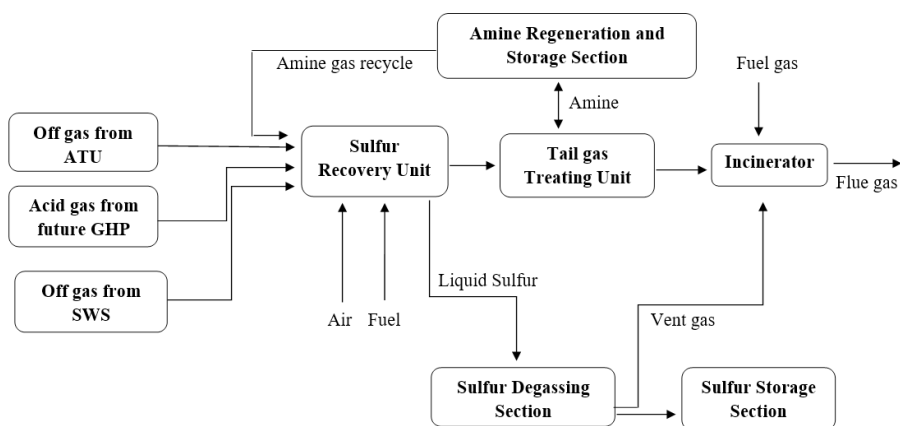 Amine Regeneration and
Storage Section
Amine gas recycle
Fuel gas
Amine
Off gas from
ATU
Sulfur
Recovery Unit
Tail gas
Treating Unit
Incinerator
Flue gas
Acid gas from
future GHP
Off gas from
SWS
Liquid Sulfur
Air
Fuel
Vent gas
Sulfur Degassing
Section
Sulfur Storage
Section